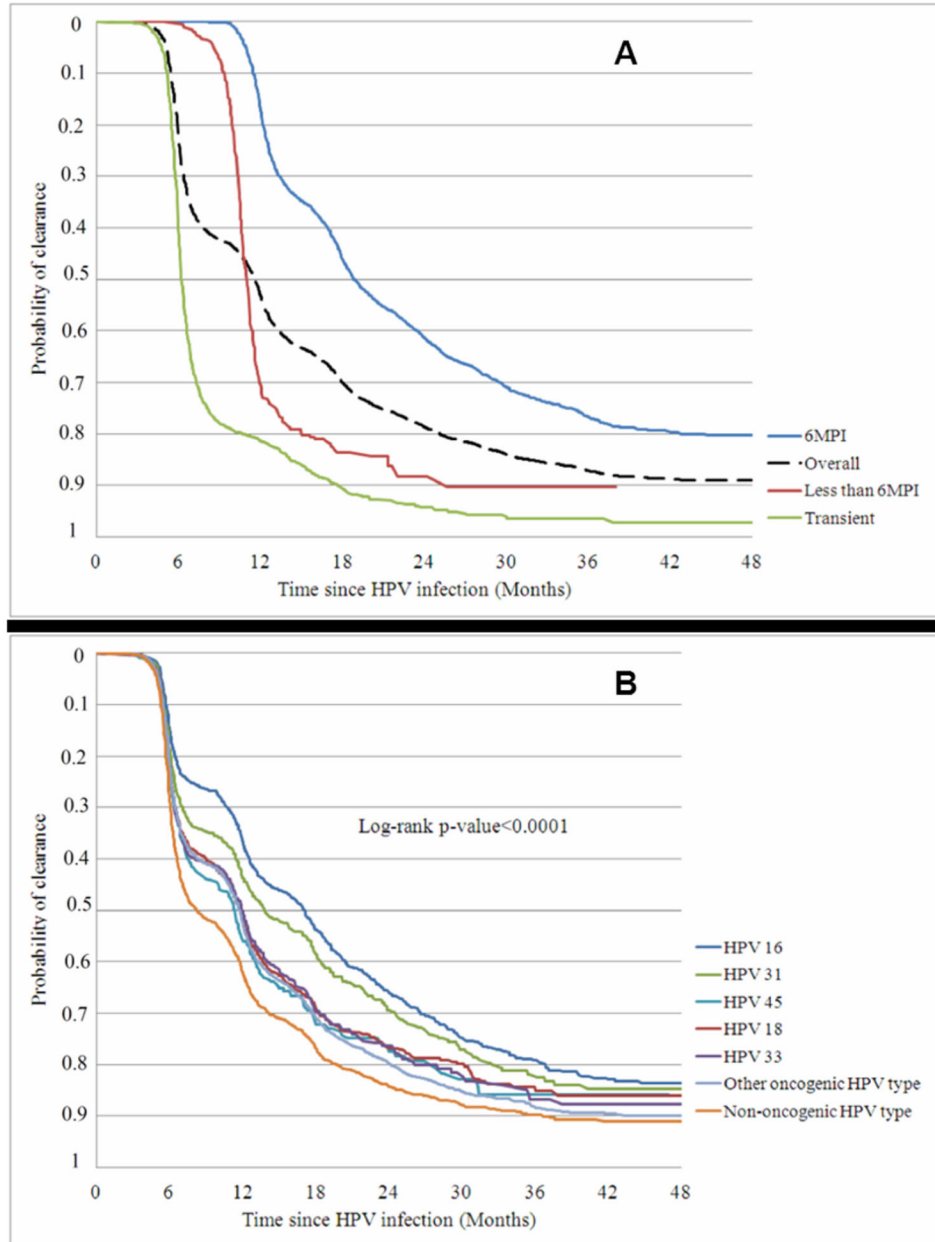 A
0
0.1
0.2
0.3
0.4
0.5
0.6
0.7
0.8
0.9
1
Probability of clearance
6MPI
Overall
Less than 6MPI
Transient
0 6 12 18 24 30 36 42 48
Time since HPV infection (Months)
B
0
0.1
0.2
0.3
0.4
0.5
0.6
0.7
0.8
0.9
1
Probability of clearance
Log-rank p-value<0.0001
HPV 16
HPV 31
HPV 45
HPV 18
HPV 33
Other oncogenic HPV type
Non-oncogenic HPV type
0 6 12 18 24 30 36 42 48
Time since HPV infection (Months)